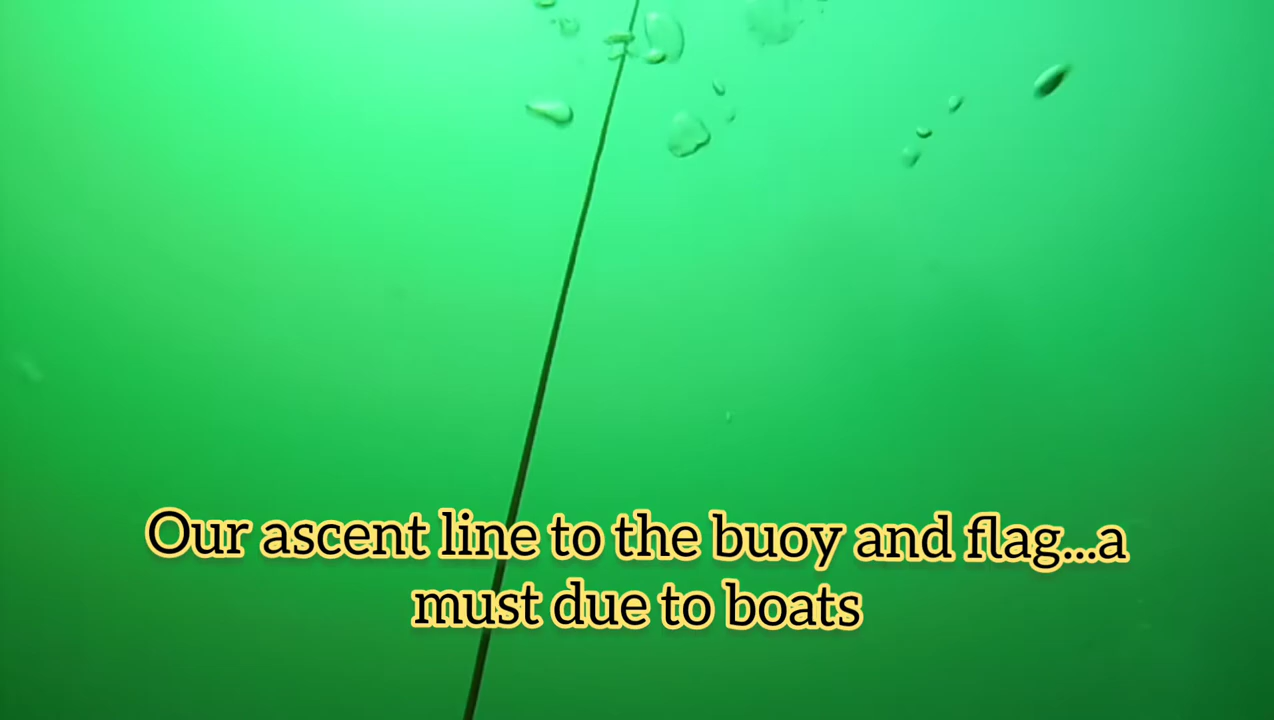 Our ascent line to the buoy and flag...a
must due to boats